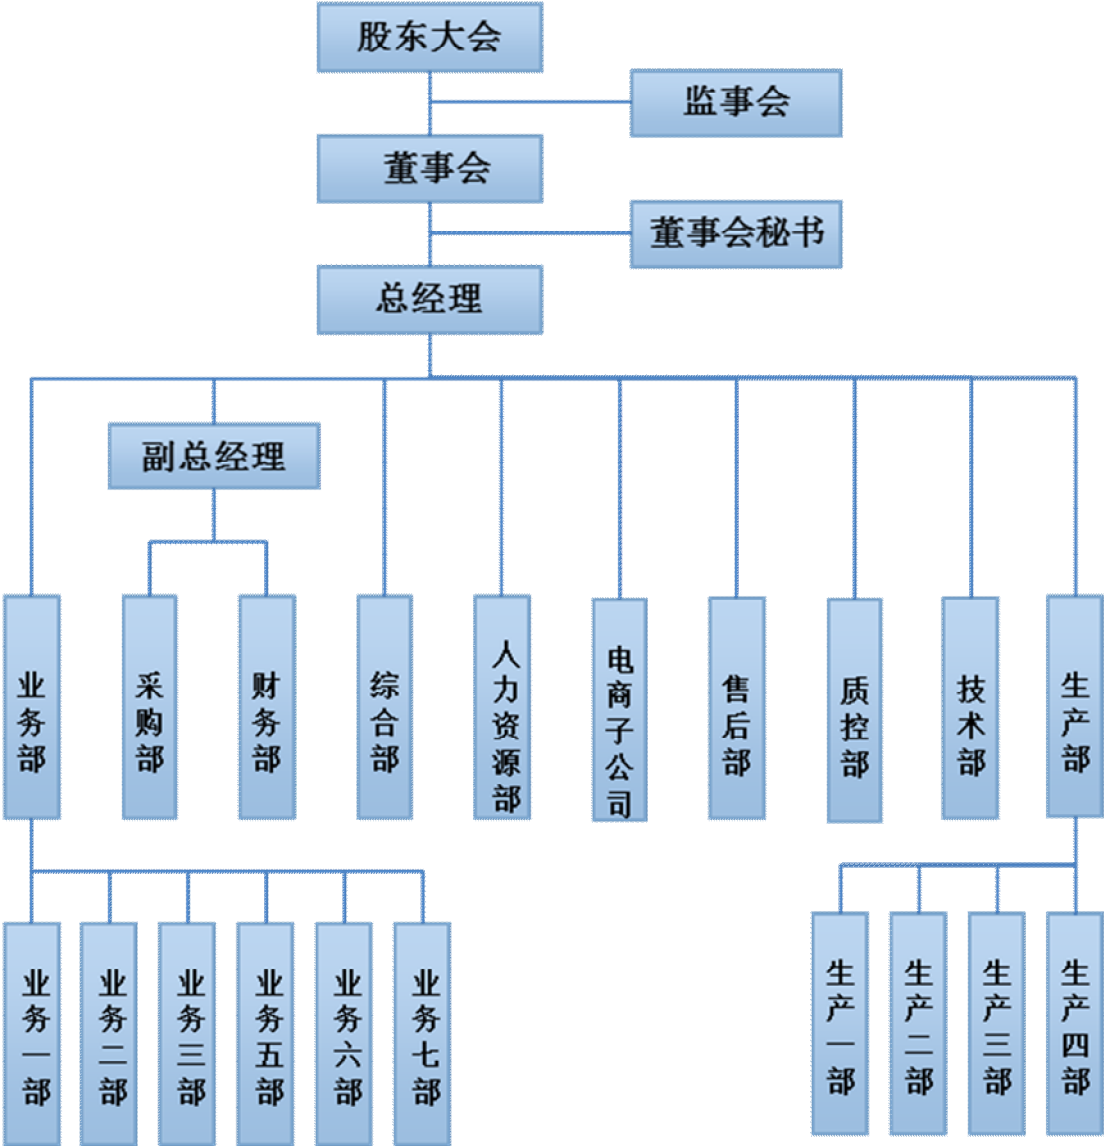 股东大会
监事会
董事会
董事会秘书
总经理
副总经理
业务部
采购部
财务部
综合部
人力资源部
电商子公司
售后部
质控部
技术部
生产部
业务一部
业务二部
业务三部
业务五部
业务六部
业务七部
生产一部
生产二部
生产三部
生产四部